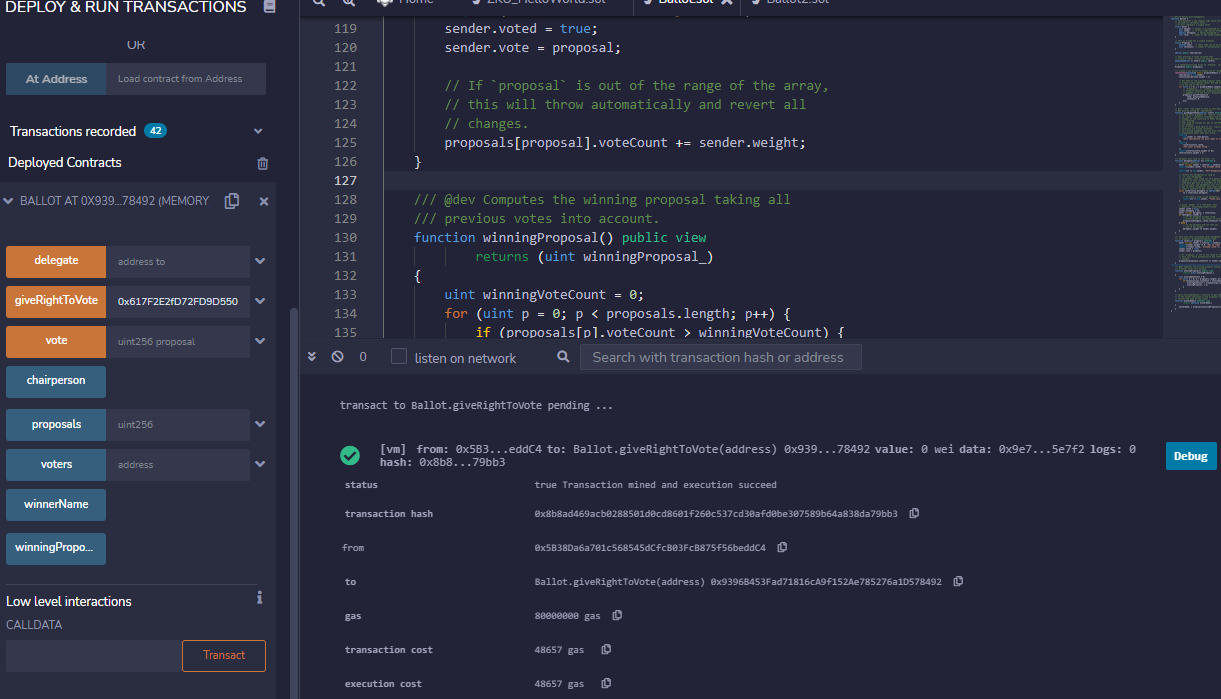 DEPLOY & RUN TRANSACTIONS
OR
At Address
Load contract from Address
Transactions recorded 42
Deployed Contracts
BALLOT AT 0X939...78492 (MEMORY
delegate
address to
giveRightToVote
0x617F2E2fD72FD9D550
vote
uint256 proposal
chairperson
proposals
uint256
voters
address
winnerName
winningPropo...
Low level interactions
CALLDATA
Transact
Home
119 sender.voted = true;
120 sender.vote = proposal;
121
122 // If `proposal` is out of the range of the array,
123 // this will throw automatically and revert all
124 // changes.
125 proposals[proposal].voteCount += sender.weight;
126 }
127
128 /// @dev Computes the winning proposal taking all
129 /// previous votes into account.
130 function winningProposal() public view
131 returns (uint winningProposal_)
132 {
133 uint winningVoteCount = 0;
134 for (uint p = 0; p < proposals.length; p++) {
135 if (proposals[p].voteCount > winningVoteCount) {
0
listen on network
Search with transaction hash or address
transact to Ballot.giveRightToVote pending ...
[vm] from: 0x5B3...eddC4 to: Ballot.giveRightToVote(address) 0x939...78492 value: 0 wei data: 0x9e7...5e7f2 logs: 0
hash: 0x8b8...79bb3
Debug
status true Transaction mined and execution succeed
transaction hash 0x8b8ad469acb0288501d0cd8601f260c537cd30afd0be307589b64a838da79bb3
from 0x5B38Da6a701c568545dCfcB03FcB875f56beddC4
to Ballot.giveRightToVote(address) 0x9396B453Fad71816cA9f152Ae785276a1D578492
gas 80000000 gas
transaction cost 48657 gas
execution cost 48657 gas